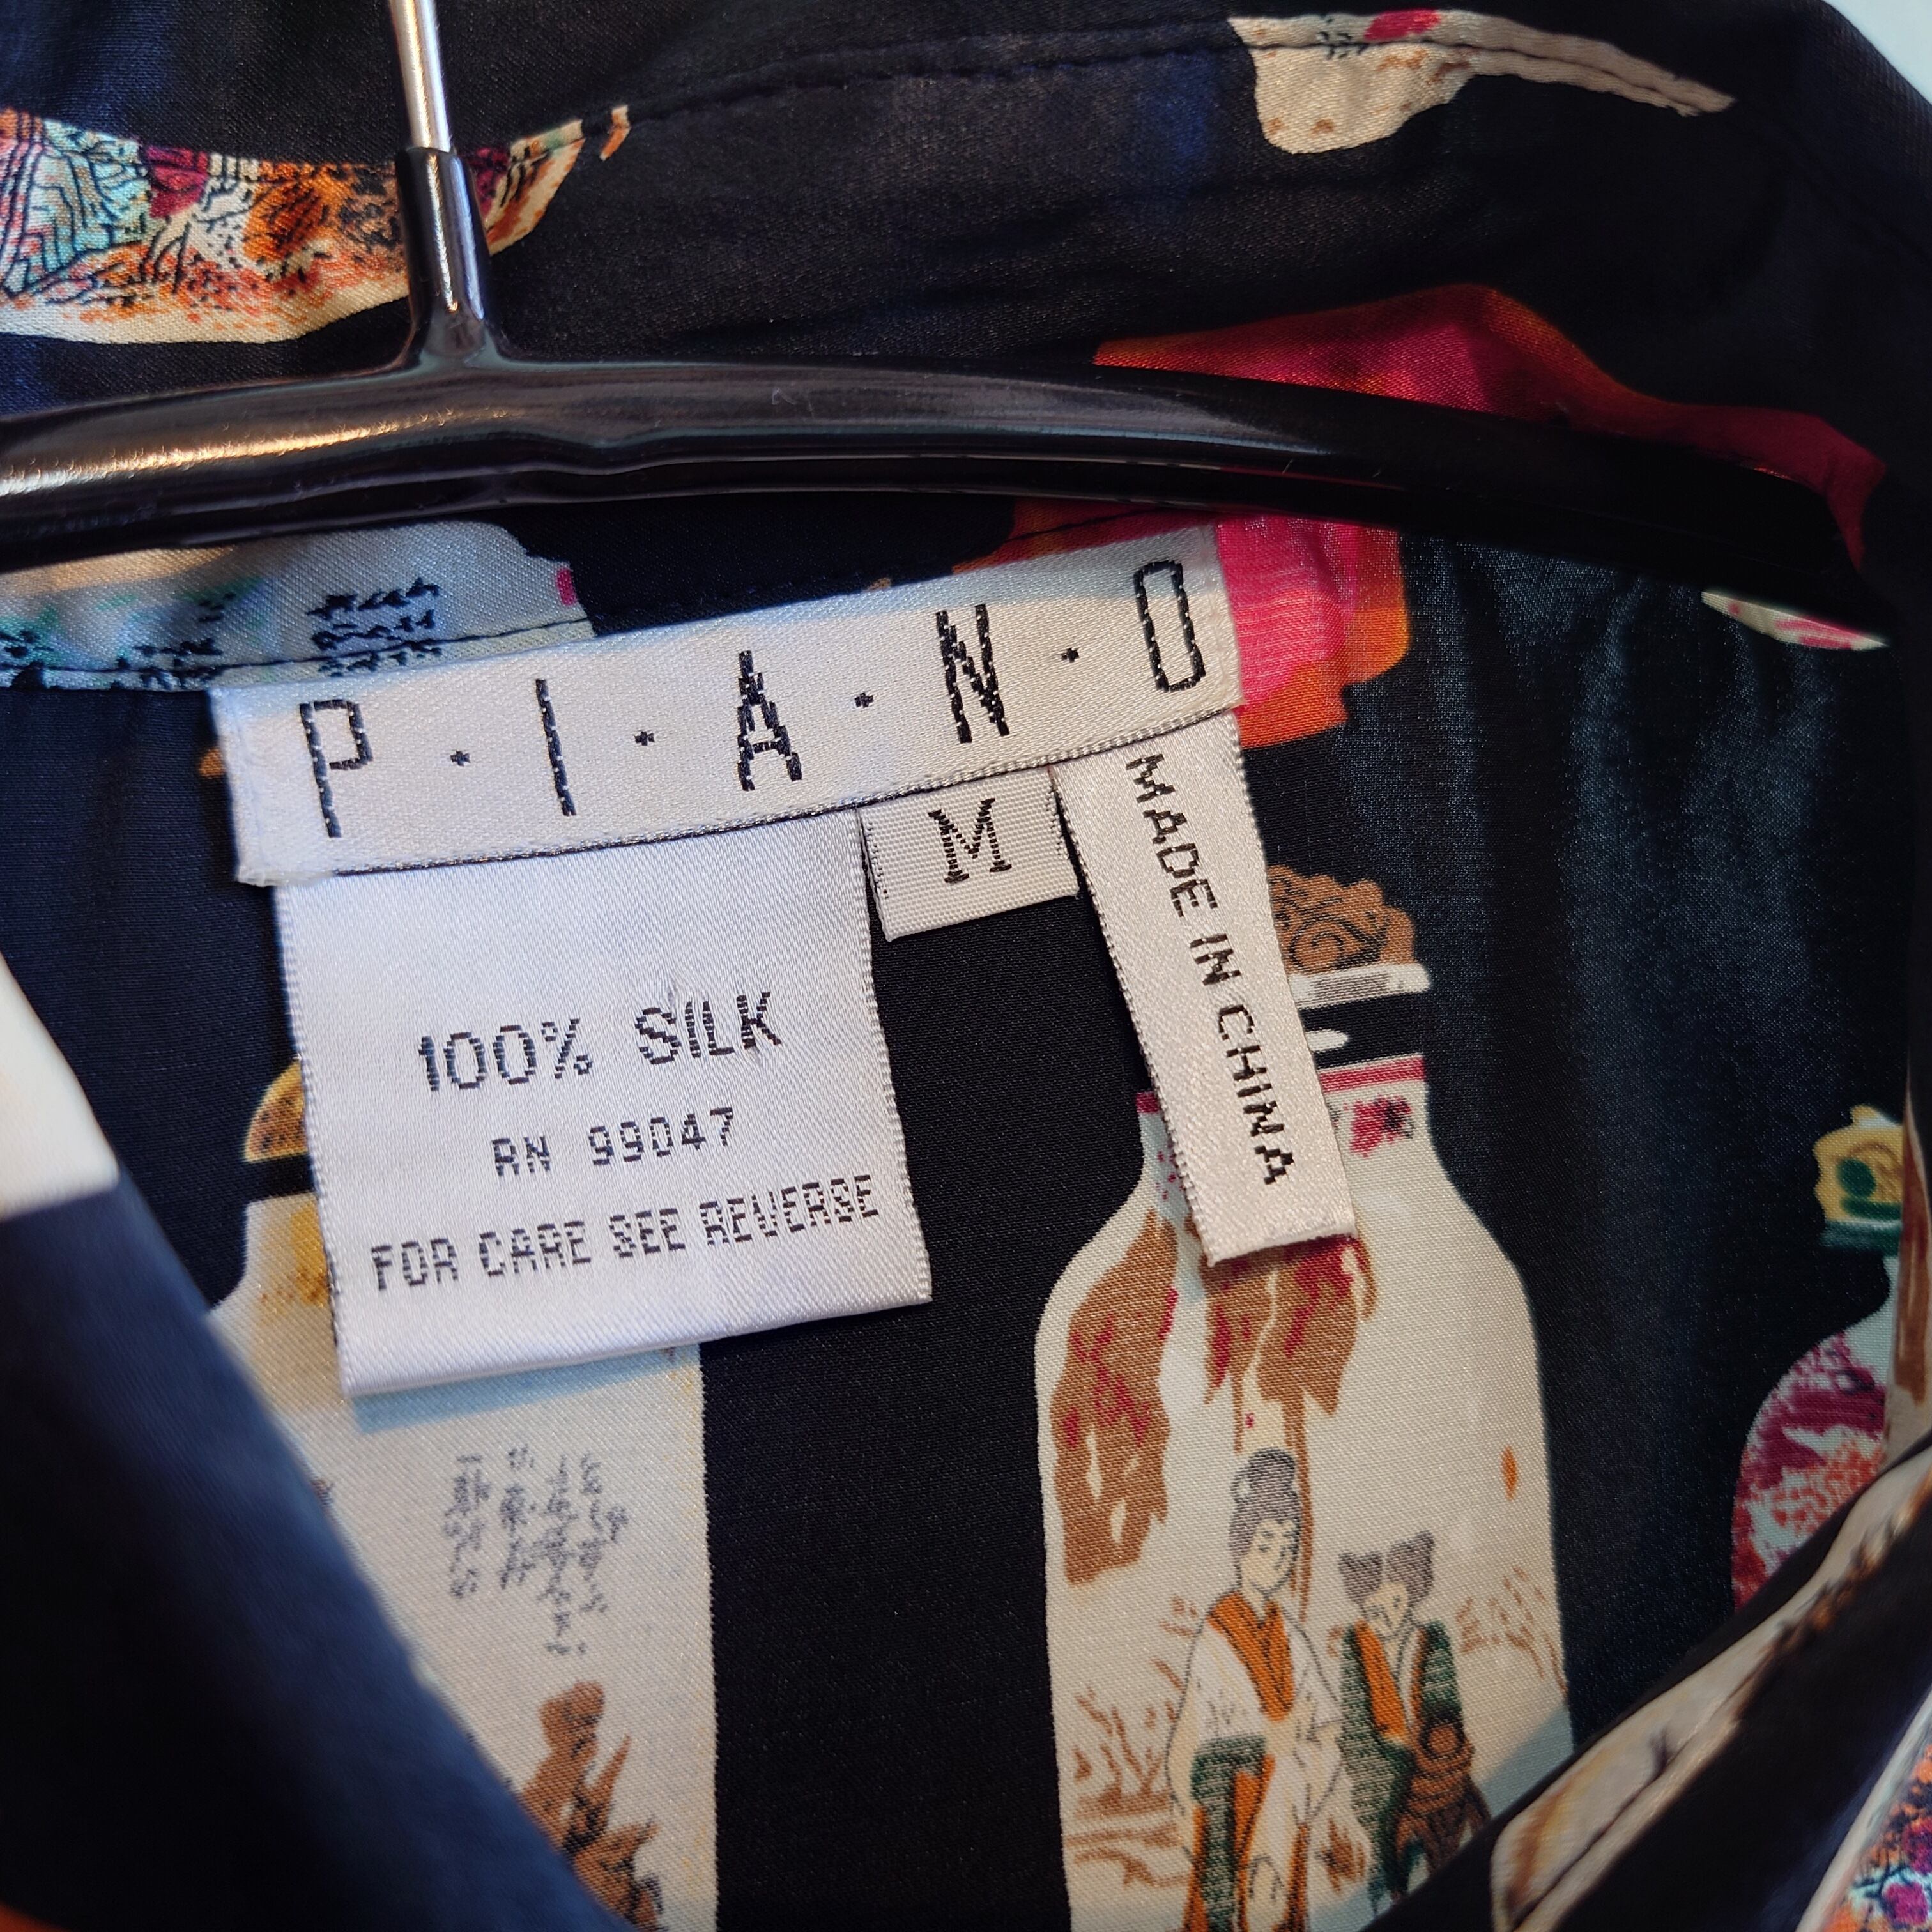 P·I·A·N·O
M
MADE IN CHINA
100% SILK
RN 99047
FOR CARE SEE REVERSE